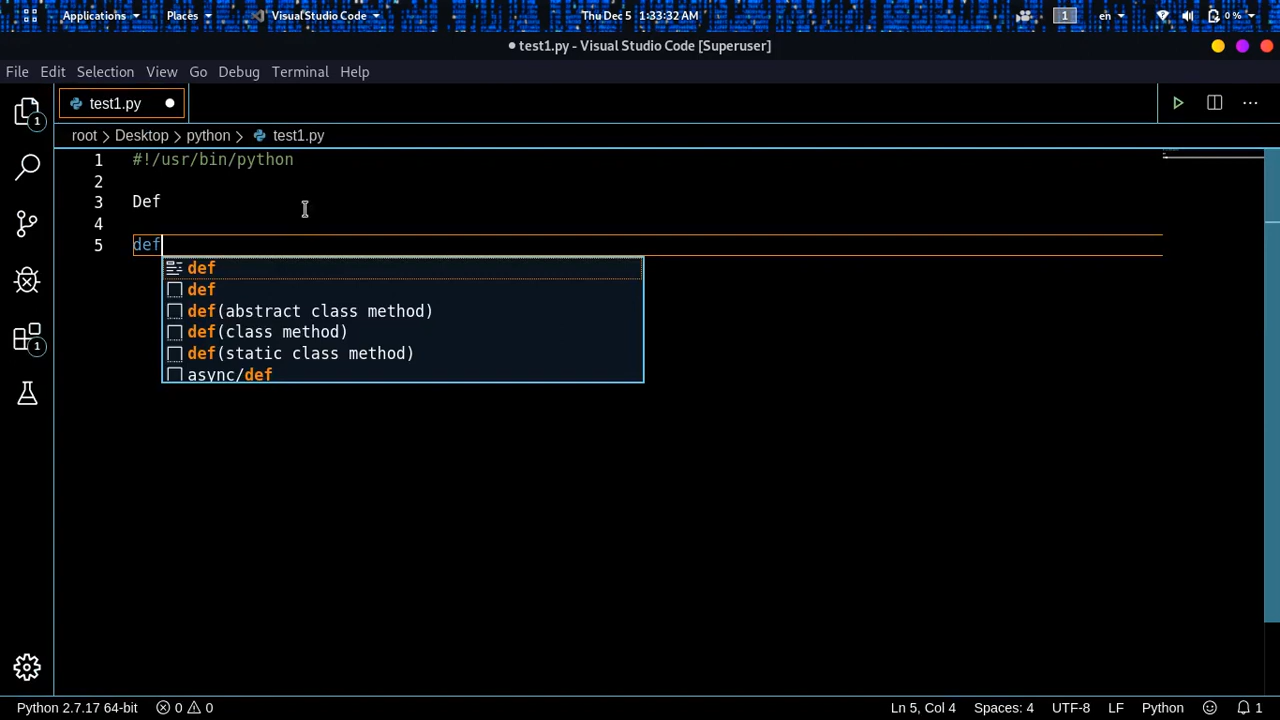 Applications Places Visual Studio Code Thu Dec 5 1:33:32 AM 1 en 0 %
● test1.py - Visual Studio Code [Superuser]
File Edit Selection View Go Debug Terminal Help
1 test1.py ●
root > Desktop > python > test1.py
1 #!/usr/bin/python
2
3 Def
4
5 def
def
def
def(abstract class method)
def(class method)
1
def(static class method)
async/def
Python 2.7.17 64-bit 0 0 Ln 5, Col 4 Spaces: 4 UTF-8 LF Python 1